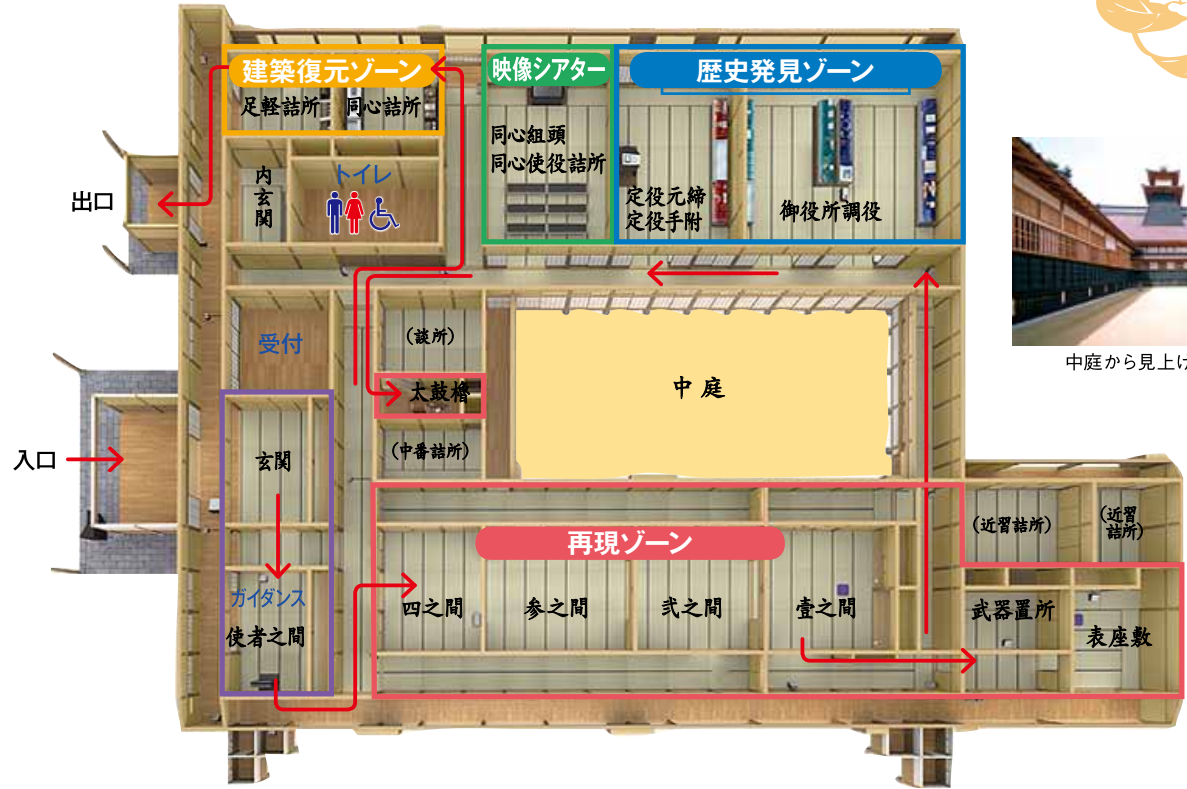 建築復元ゾーン
足軽詰所
同心詰所
映像シアター
同心組頭
同心使役詰所
歴史発見ゾーン
定役元締
定役手附
御役所調役
内玄関
トイレ
出口
受付
(談所)
太鼓櫓
(中番詰所)
中庭
中庭から見上げ
入口
玄関
ガイダンス
使者之間
再現ゾーン
四之間
参之間
弐之間
壹之間
(近習詰所)
(近習
詰所)
武器置所
表座敷